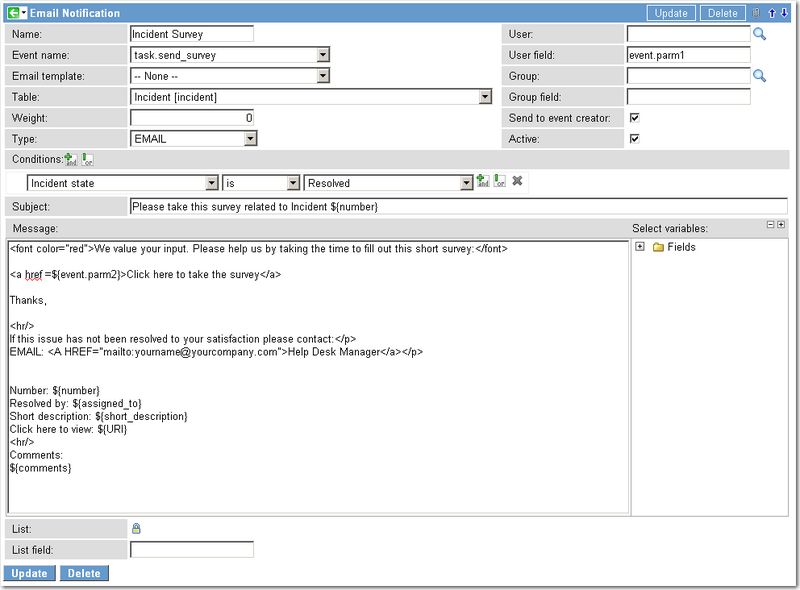 Email Notification Update Delete
Name: Incident Survey User:
Event name: task.send_survey User field: event.parm1
Email template: -- None -- Group:
Table: Incident [incident] Group field:
Weight: 0 Send to event creator:
Type: EMAIL Active:
Conditions: and or
Incident state is Resolved and or
Subject: Please take this survey related to Incident ${number}
Message: Select variables:
<font color="red">We value your input. Please help us by taking the time to fill out this short survey:</font> Fields
<a href=${event.parm2}>Click here to take the survey</a>
Thanks,
<hr/>
If this issue has not been resolved to your satisfaction please contact:</p>
EMAIL: <A HREF="mailto:yourname@yourcompany.com">Help Desk Manager</a></p>
Number: ${number}
Resolved by: ${assigned_to}
Short description: ${short_description}
Click here to view: ${URI}
<hr/>
Comments:
${comments}
List:
List field:
Update Delete